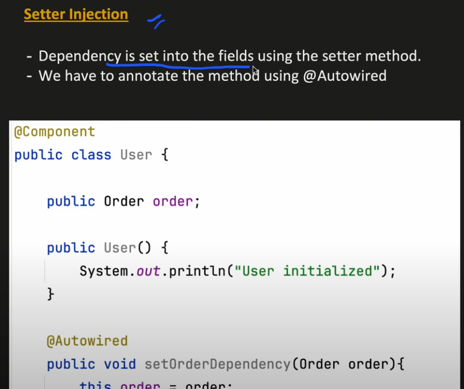 Setter Injection
- Dependency is set into the fields using the setter method.
- We have to annotate the method using @Autowired
@Component
public class User {
public Order order;
public User() {
System.out.println("User initialized");
}
@Autowired
public void setOrderDependency(Order order){
this.order = order;